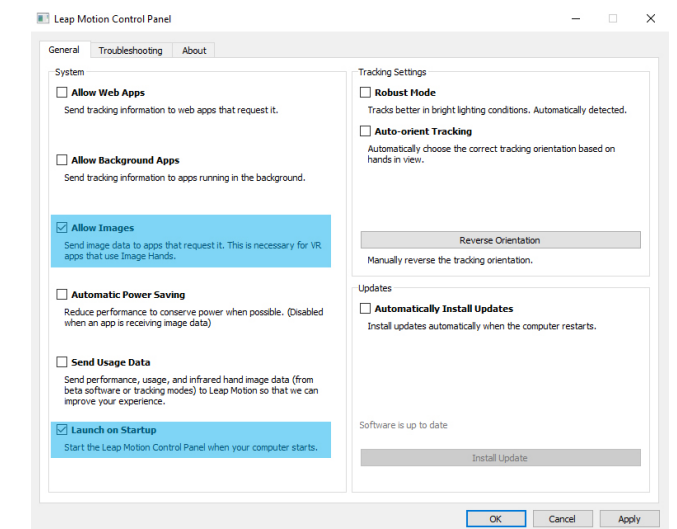 Leap Motion Control Panel
General
Troubleshooting
About
System
Allow Web Apps
Send tracking information to web apps that request it.
Allow Background Apps
Send tracking information to apps running in the background.
Allow Images
Send image data to apps that request it. This is necessary for VR
apps that use Image Hands.
Automatic Power Saving
Reduce performance to conserve power when possible. (Disabled
when an app is receiving image data)
Send Usage Data
Send performance, usage, and infrared hand image data (from
beta software or tracking modes) to Leap Motion so that we can
improve your experience.
Launch on Startup
Start the Leap Motion Control Panel when your computer starts.
Tracking Settings
Robust Mode
Tracks better in bright lighting conditions. Automatically detected.
Auto-orient Tracking
Automatically choose the correct tracking orientation based on
hands in view.
Reverse Orientation
Manually reverse the tracking orientation.
Updates
Automatically Install Updates
Install updates automatically when the computer restarts.
Software is up to date
Install Update
OK
Cancel
Apply